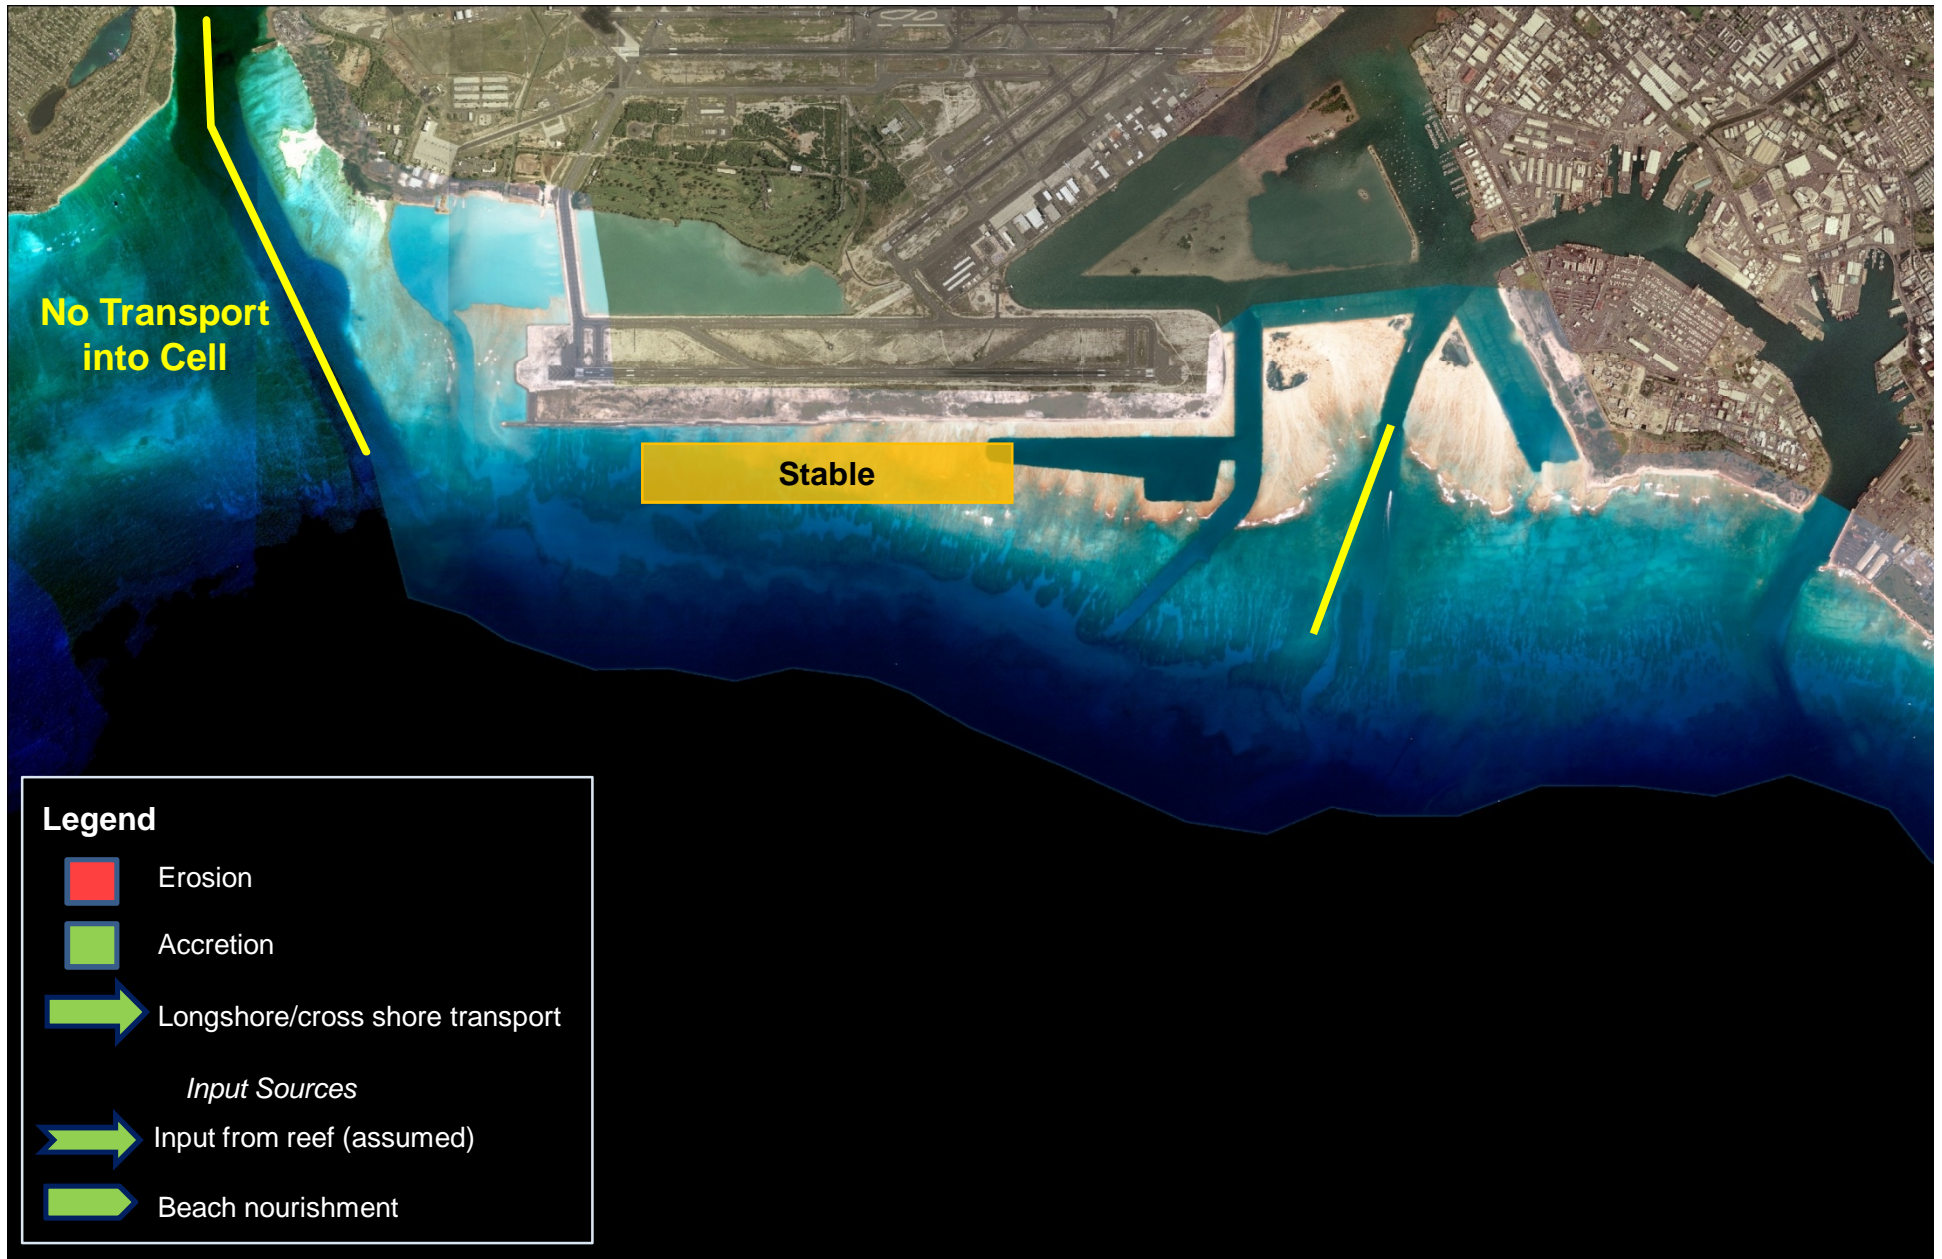 No Transport
into Cell
Stable
Legend
Erosion
Accretion
Longshore/cross shore transport
Input Sources
Input from reef (assumed)
Beach nourishment